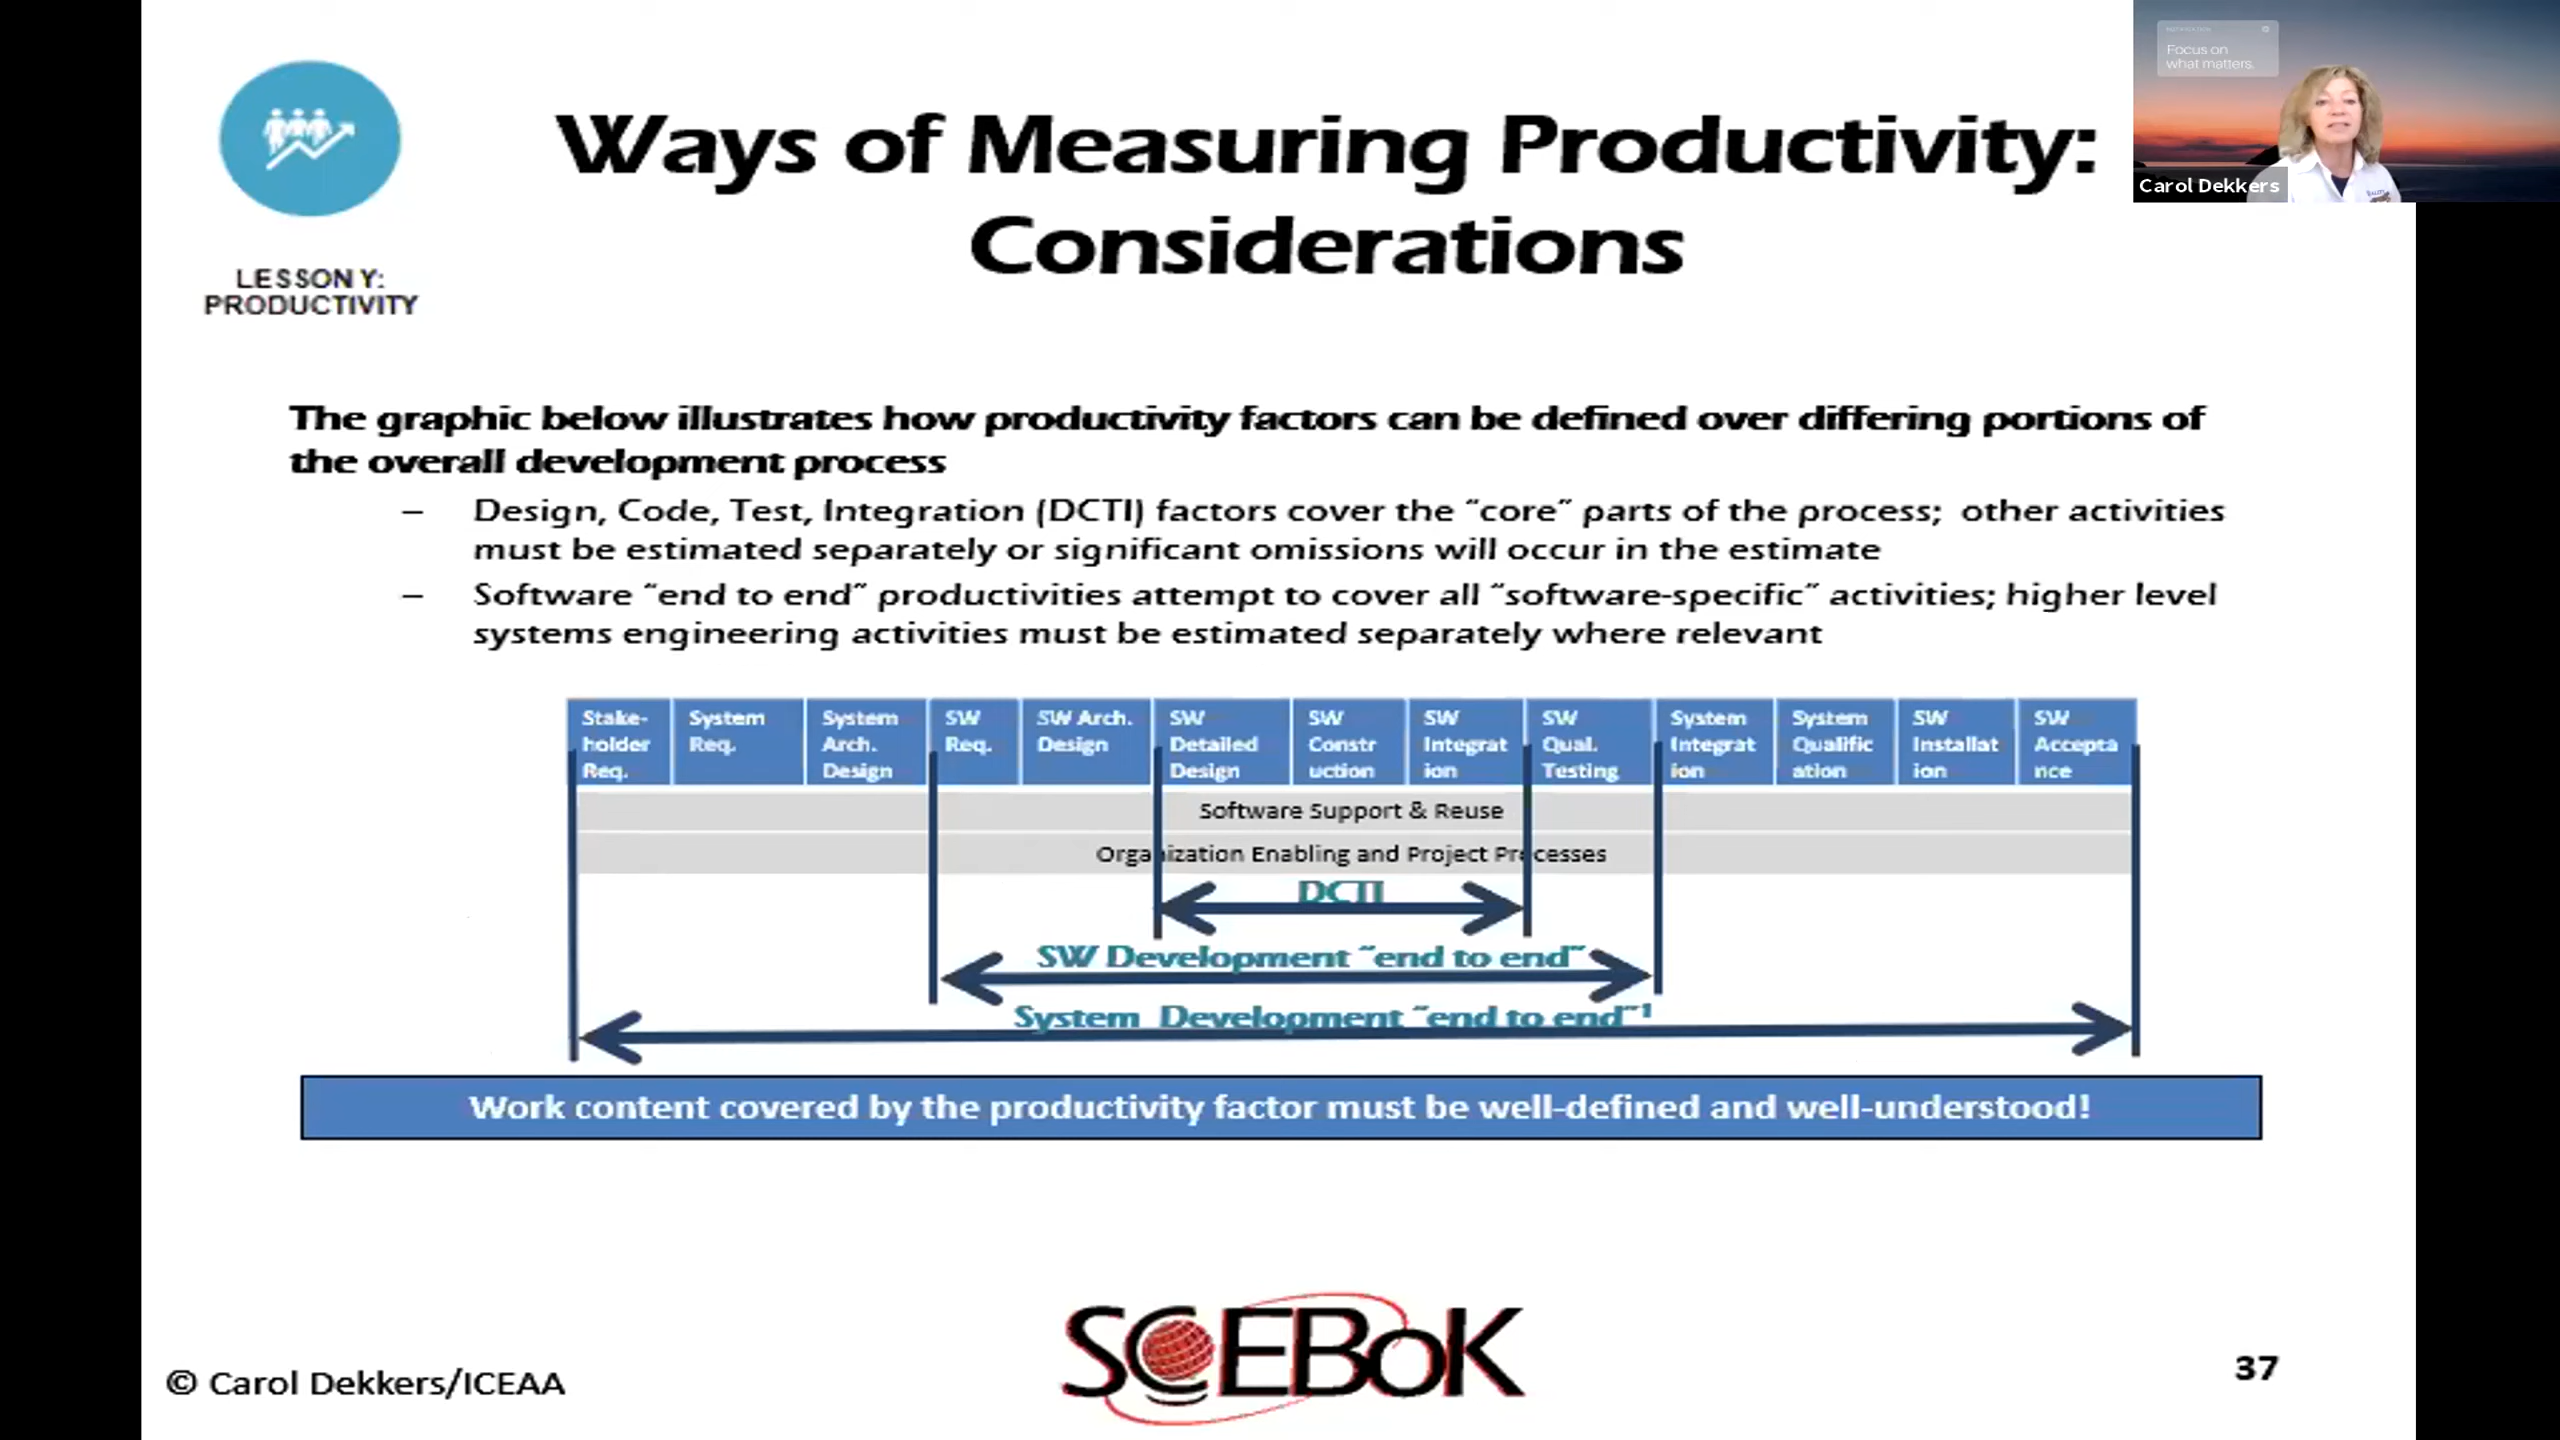 Focus on
what matters.
Carol Dekkers
LESSON Y:
PRODUCTIVITY
Ways of Measuring Productivity:
Considerations
The graphic below illustrates how productivity factors can be defined over differing portions of
the overall development process
– Design, Code, Test, Integration (DCTI) factors cover the “core” parts of the process; other activities
must be estimated separately or significant omissions will occur in the estimate
– Software “end to end” productivities attempt to cover all “software-specific” activities; higher level
systems engineering activities must be estimated separately where relevant
Stake-
holder
Req.
System
Req.
System
Arch.
Design
SW
Req.
SW Arch.
Design
SW
Detailed
Design
SW
Constr
uction
SW
Integrat
ion
SW
Qual.
Testing
System
Integrat
ion
System
Qualific
ation
SW
Installat
ion
SW
Accepta
nce
Software Support & Reuse
Organization Enabling and Project Processes
DCTI
SW Development “end to end”
System Development “end to end”¹
Work content covered by the productivity factor must be well-defined and well-understood!
© Carol Dekkers/ICEAA
SCEBoK
37